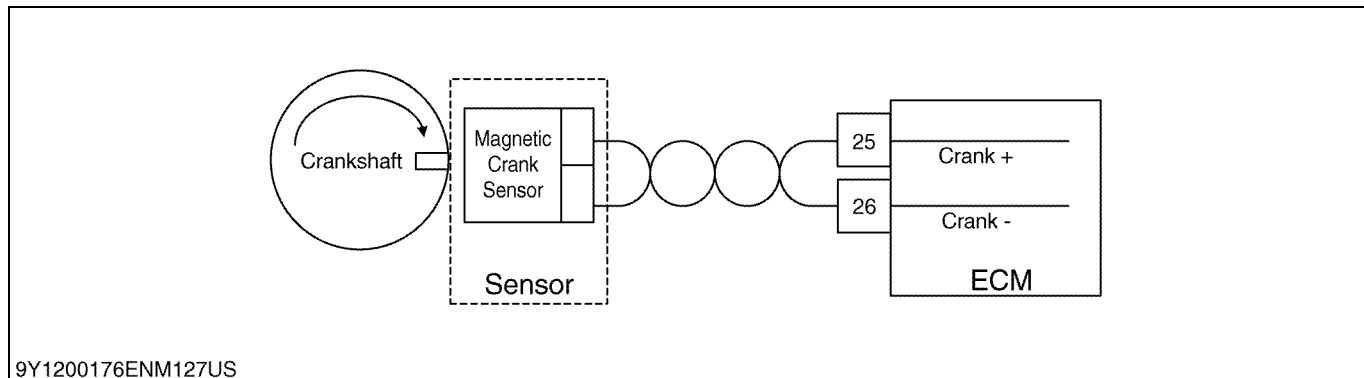 Crankshaft
Magnetic
Crank
Sensor
Sensor
25
Crank +
26
Crank -
ECM
9Y1200176ENM127US